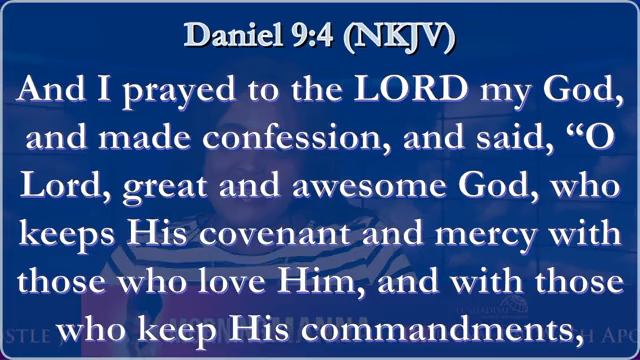 Daniel 9:4 (NKJV)
And I prayed to the LORD my God,
and made confession, and said, “O
Lord, great and awesome God, who
keeps His covenant and mercy with
those who love Him, and with those
who keep His commandments,